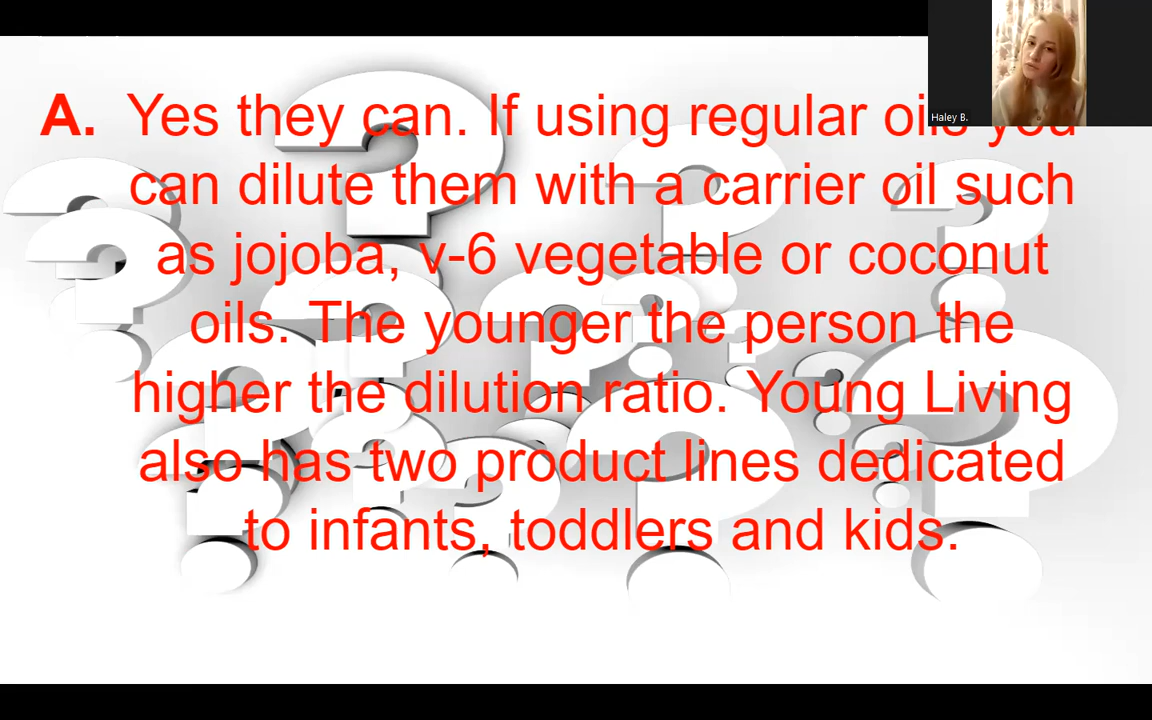 A. Yes they can. If using regular oils you
can dilute them with a carrier oil such
as jojoba, v-6 vegetable or coconut
oils. The younger the person the
higher the dilution ratio. Young Living
also has two product lines dedicated
to infants, toddlers and kids.
Haley B.